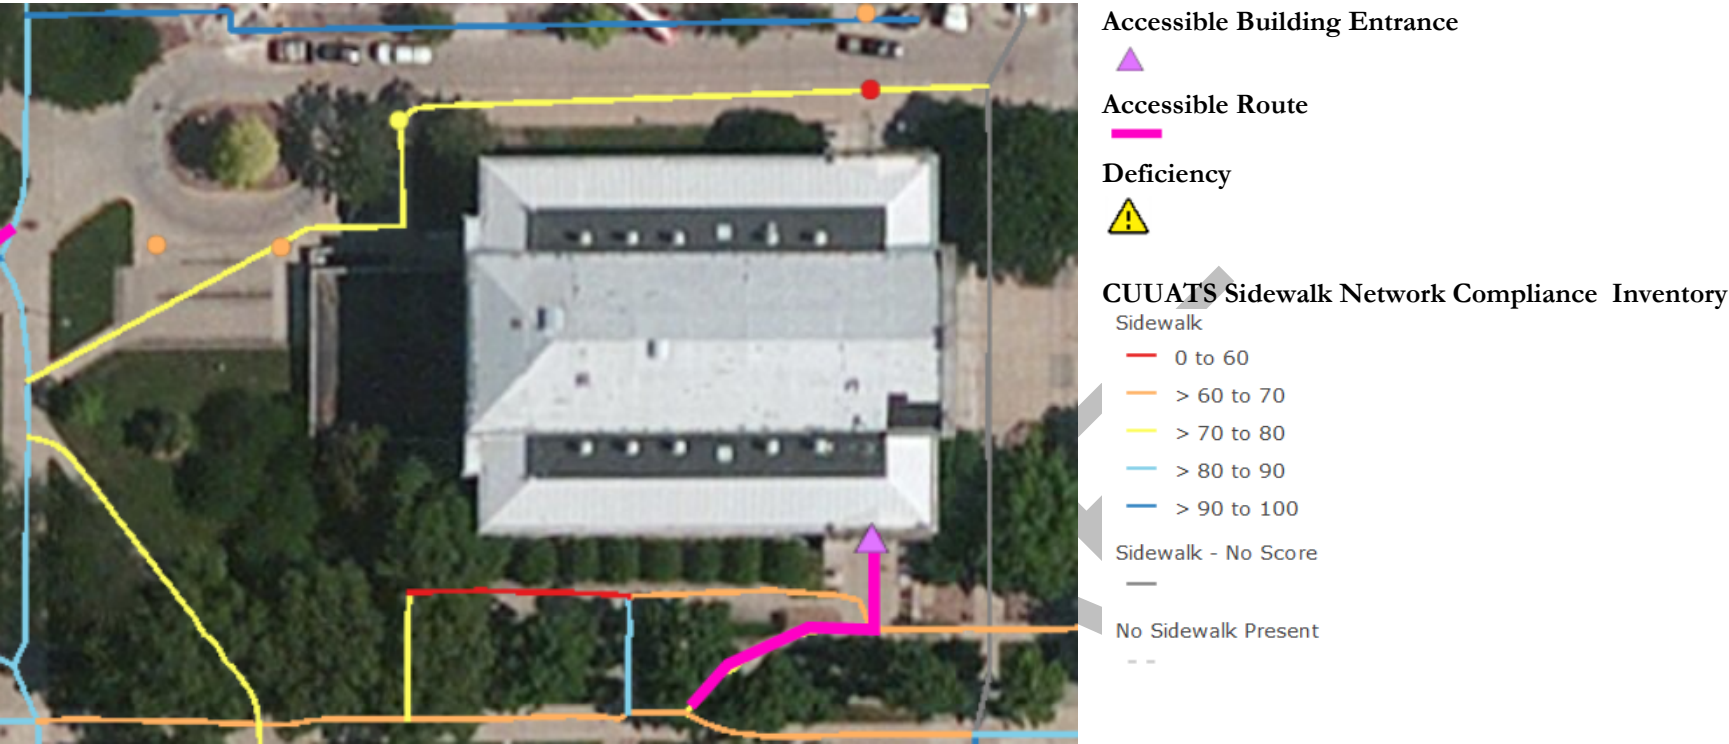 Accessible Building Entrance
Accessible Route
Deficiency
CUUATS Sidewalk Network Compliance Inventory
Sidewalk
0 to 60
> 60 to 70
> 70 to 80
> 80 to 90
> 90 to 100
Sidewalk - No Score
No Sidewalk Present